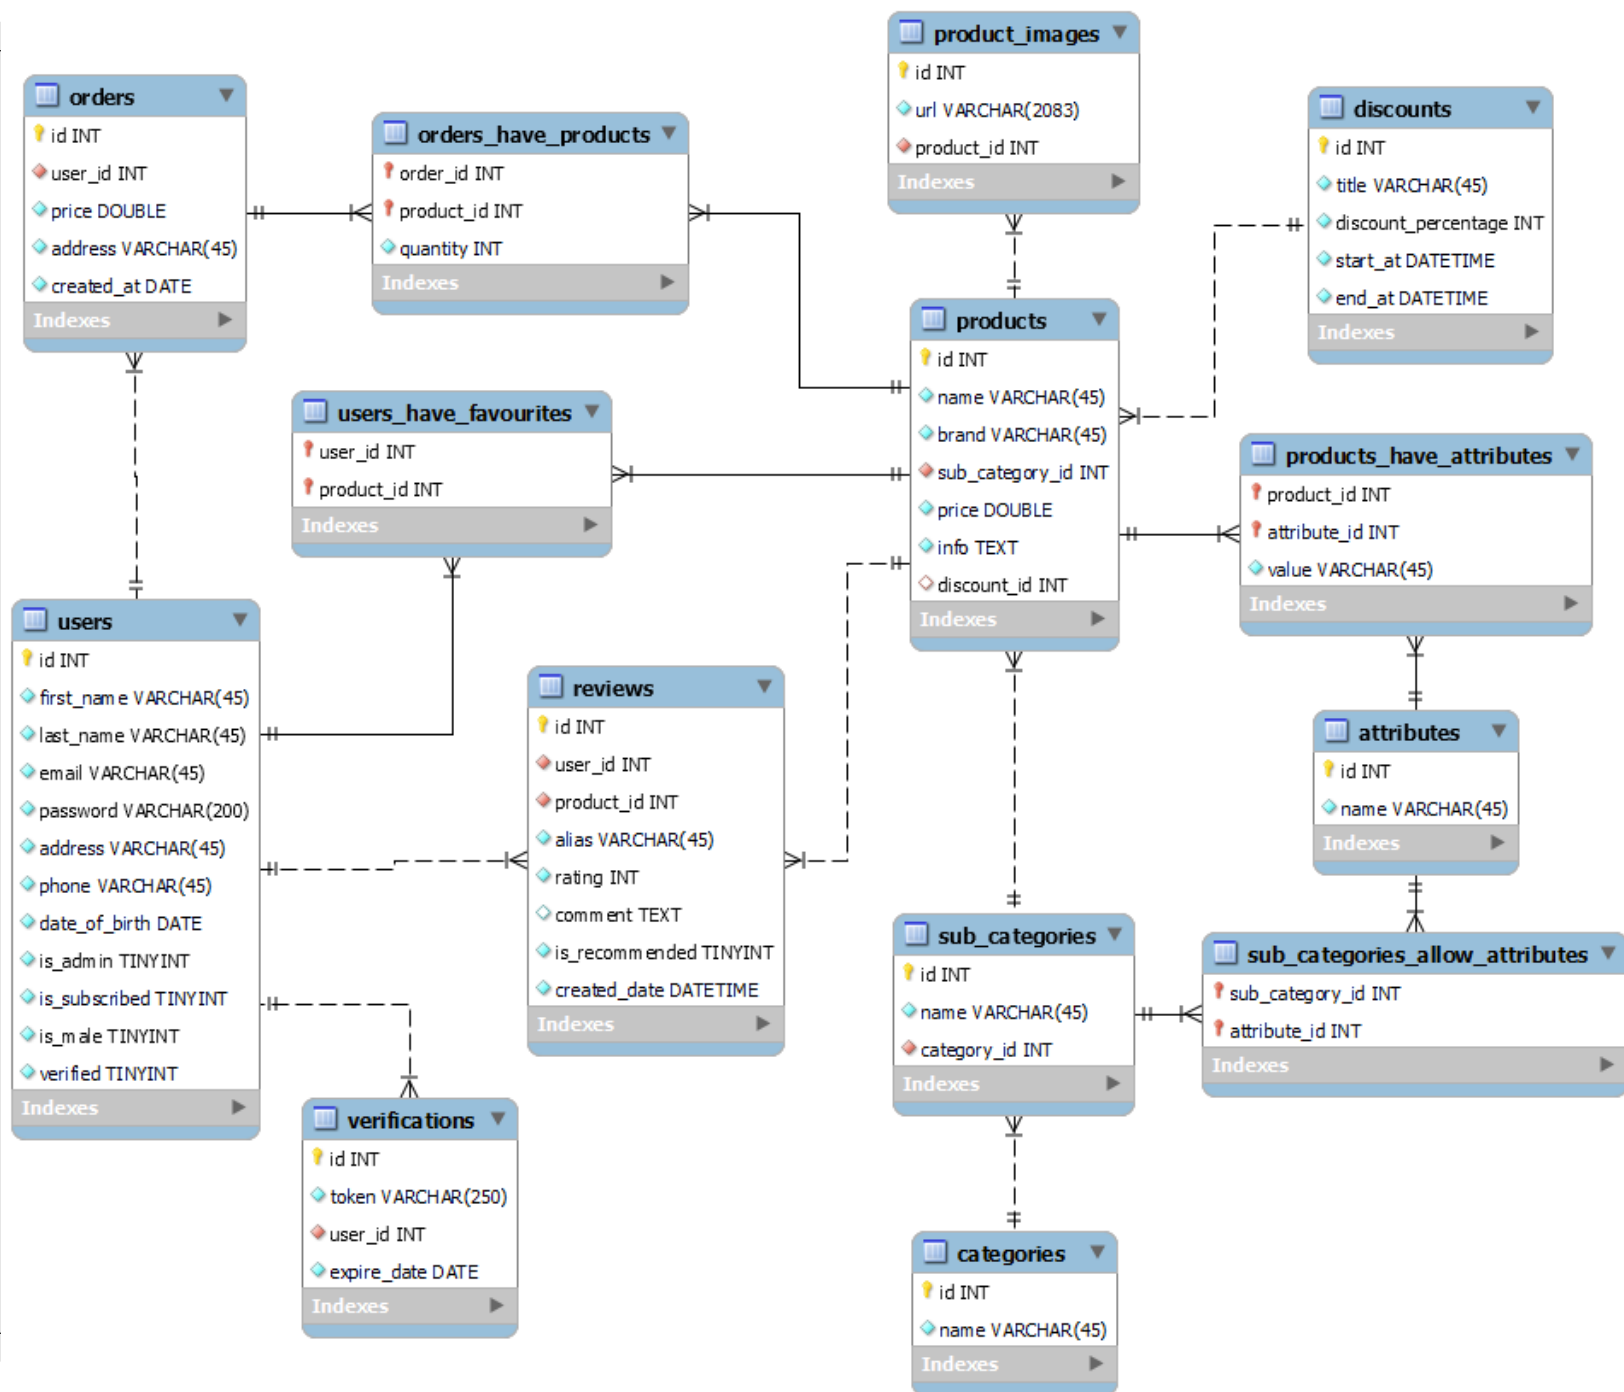 product_images
id INT
url VARCHAR(2083)
product_id INT
Indexes
orders
id INT
user_id INT
price DOUBLE
address VARCHAR(45)
created_at DATE
Indexes
orders_have_products
order_id INT
product_id INT
quantity INT
Indexes
discounts
id INT
title VARCHAR(45)
discount_percentage INT
start_at DATETIME
end_at DATETIME
Indexes
products
id INT
name VARCHAR(45)
brand VARCHAR(45)
sub_category_id INT
price DOUBLE
info TEXT
discount_id INT
Indexes
users_have_favourites
user_id INT
product_id INT
Indexes
products_have_attributes
product_id INT
attribute_id INT
value VARCHAR(45)
Indexes
users
id INT
first_name VARCHAR(45)
last_name VARCHAR(45)
email VARCHAR(45)
password VARCHAR(200)
address VARCHAR(45)
phone VARCHAR(45)
date_of_birth DATE
is_admin TINYINT
is_subscribed TINYINT
is_male TINYINT
verified TINYINT
Indexes
reviews
id INT
user_id INT
product_id INT
alias VARCHAR(45)
rating INT
comment TEXT
is_recommended TINYINT
created_date DATETIME
Indexes
attributes
id INT
name VARCHAR(45)
Indexes
sub_categories
id INT
name VARCHAR(45)
category_id INT
Indexes
sub_categories_allow_attributes
sub_category_id INT
attribute_id INT
Indexes
verifications
id INT
token VARCHAR(250)
user_id INT
expire_date DATE
Indexes
categories
id INT
name VARCHAR(45)
Indexes